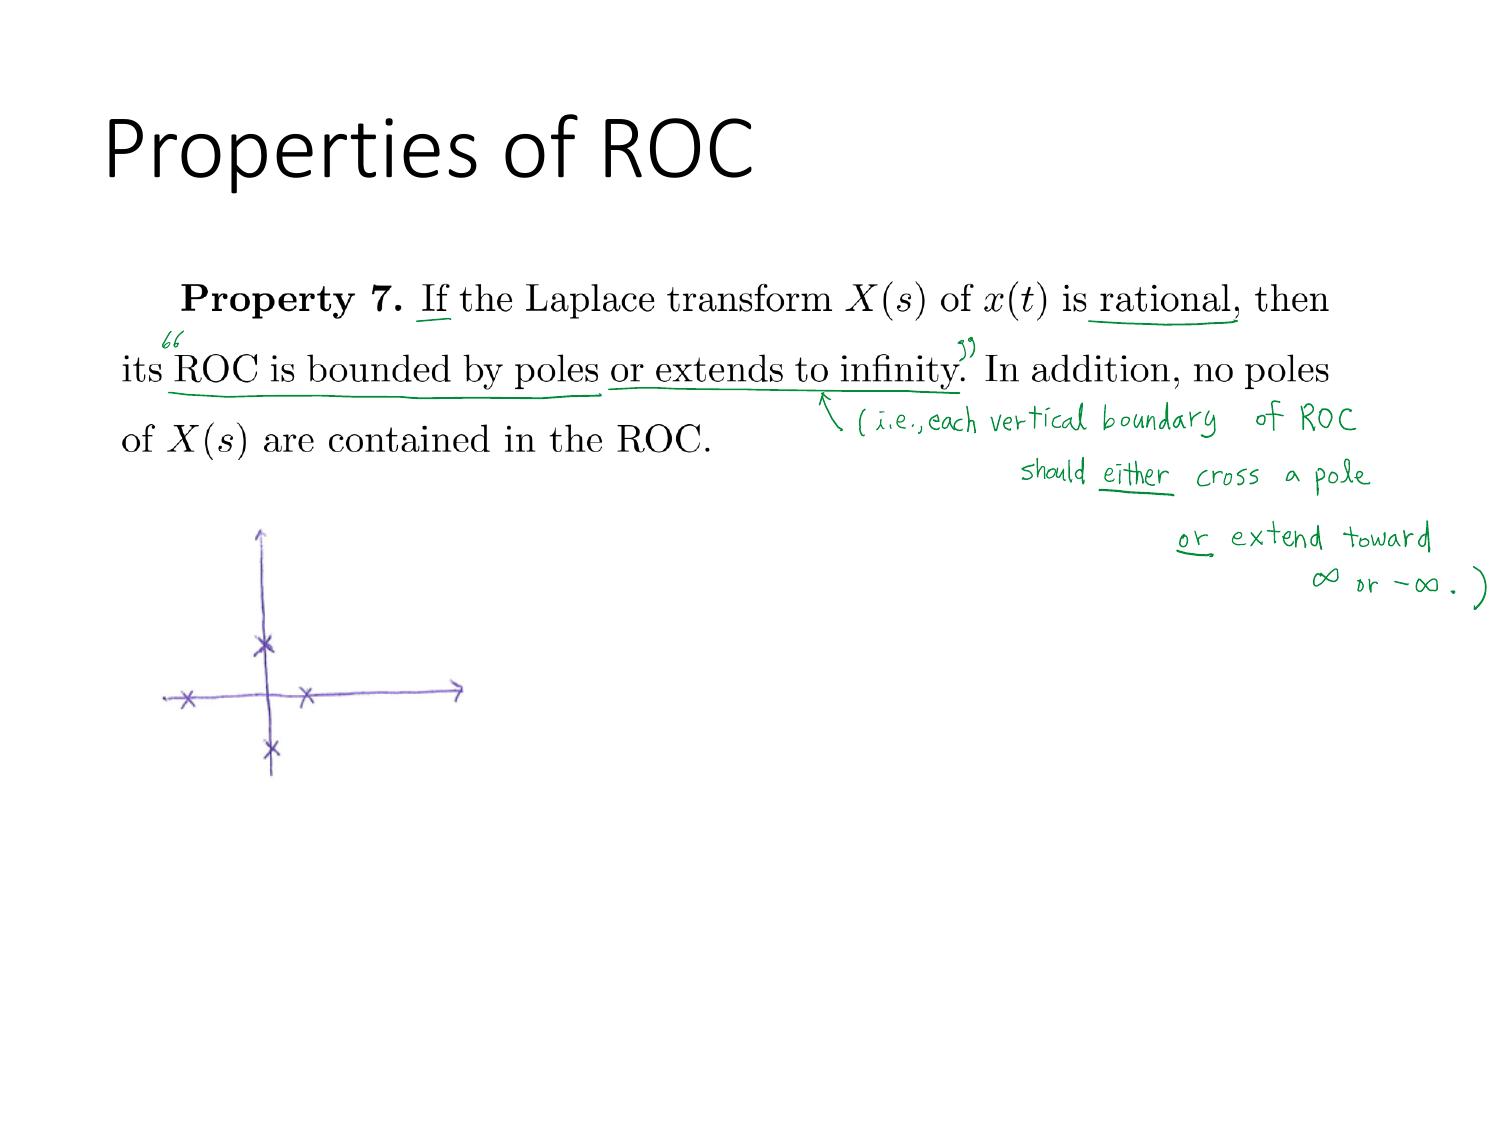 Properties of ROC
Property 7. If the Laplace transform X(s) of x(t) is rational, then
its “ROC is bounded by poles or extends to infinity.” In addition, no poles
of X(s) are contained in the ROC.
(i.e., each vertical boundary of ROC
should either cross a pole
or extend toward
∞ or -∞.)